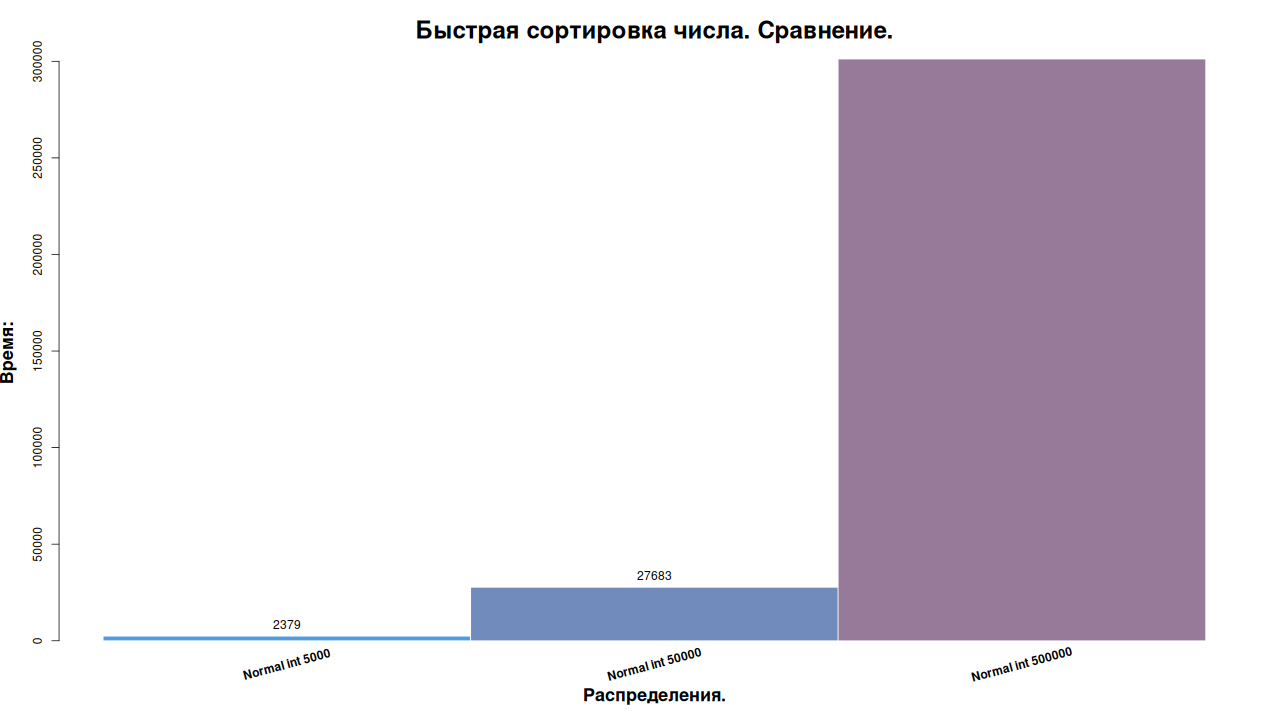 Быстрая сортировка числа. Сравнение.
Время:
300000
250000
200000
150000
100000
50000
0
2379
27683
Normal int 5000
Normal int 50000
Normal int 500000
Распределения.